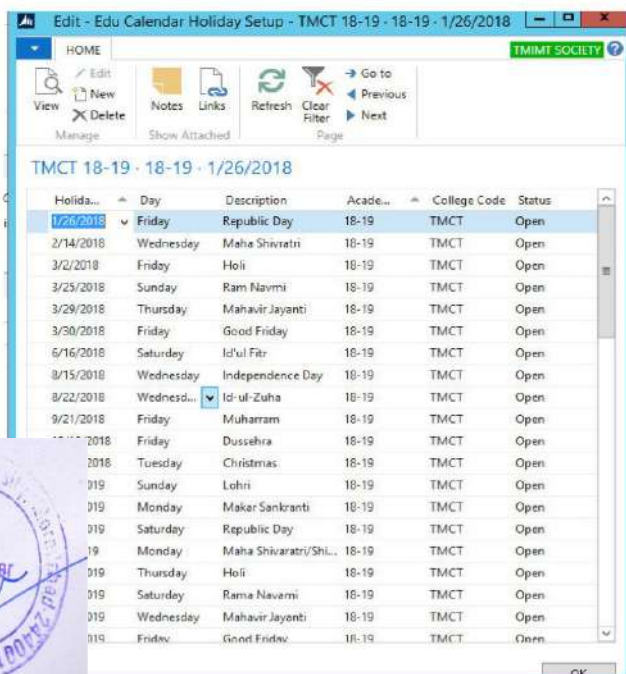 Edit - Edu Calendar Holiday Setup - TMCT 18-19 · 18-19 · 1/26/2018
HOME
TMIMT SOCIETY
View
Edit
New
Delete
Manage
Notes
Links
Show Attached
Refresh
Clear Filter
Go to
Previous
Next
Page
TMCT 18-19 · 18-19 · 1/26/2018
Holida... Day Description Acade... College Code Status
1/26/2018 Friday Republic Day 18-19 TMCT Open
2/14/2018 Wednesday Maha Shivratri 18-19 TMCT Open
3/2/2018 Friday Holi 18-19 TMCT Open
3/25/2018 Sunday Ram Navmi 18-19 TMCT Open
3/29/2018 Thursday Mahavir Jayanti 18-19 TMCT Open
3/30/2018 Friday Good Friday 18-19 TMCT Open
6/16/2018 Saturday Id'ul Fitr 18-19 TMCT Open
8/15/2018 Wednesday Independence Day 18-19 TMCT Open
8/22/2018 Wednesd... Id-ul-Zuha 18-19 TMCT Open
9/21/2018 Friday Muharram 18-19 TMCT Open
2018 Friday Dussehra 18-19 TMCT Open
2018 Tuesday Christmas 18-19 TMCT Open
019 Sunday Lohri 18-19 TMCT Open
019 Monday Makar Sankranti 18-19 TMCT Open
019 Saturday Republic Day 18-19 TMCT Open
19 Monday Maha Shivaratri/Shi... 18-19 TMCT Open
019 Thursday Holi 18-19 TMCT Open
019 Saturday Rama Navami 18-19 TMCT Open
019 Wednesday Mahavir Jayanti 18-19 TMCT Open
019 Friday Good Friday 18-19 TMCT Open
OK